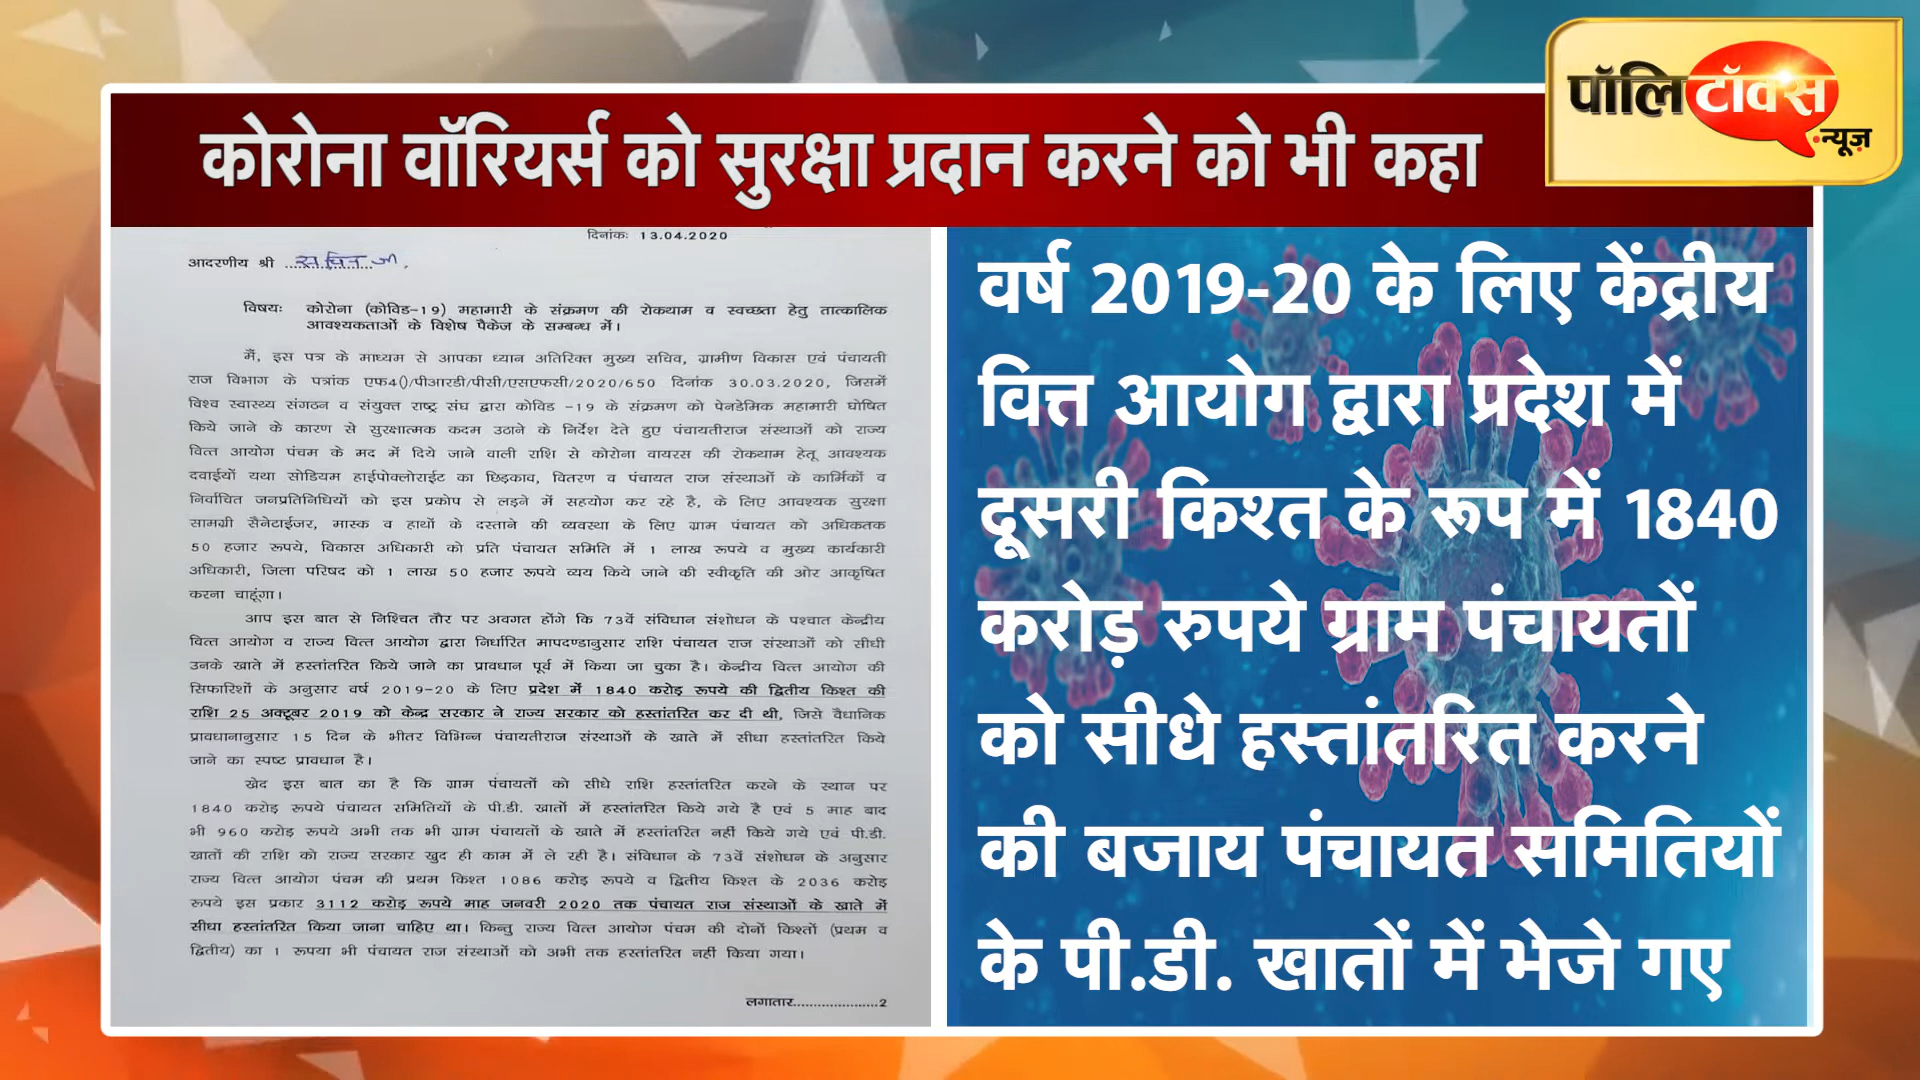 कोरोना वॉरियर्स को सुरक्षा प्रदान करने को भी कहा
पॉलिटॉक्स
न्यूज़
दिनांकः 13.04.2020
आदरणीय श्री ...................
विषयः कोरोना (कोविड-19) महामारी के संक्रमण की रोकथाम व स्वच्छता हेतु तात्कालिक
आवश्यकताओं के विशेष पैकेज के सम्बन्ध में।
मैं, इस पत्र के माध्यम से आपका ध्यान अतिरिक्त मुख्य सचिव, ग्रामीण विकास एवं पंचायती
राज विभाग के पत्रांक एफ4()/पीआरडी/पीसी/एसएफसी/2020/650 दिनांक 30.03.2020, जिसमें
विश्व स्वास्थ्य संगठन व संयुक्त राष्ट्र संघ द्वारा कोविड -19 के संक्रमण को पेनडेमिक महामारी घोषित
किये जाने के कारण से सुरक्षात्मक कदम उठाने के निर्देश देते हुए पंचायतीराज संस्थाओं को राज्य
वित्त आयोग पंचम के मद में दिये जाने वाली राशि से कोरोना वायरस की रोकथाम हेतू आवश्यक
दवाईयों यथा सोडियम हाईपोक्लोराईट का छिड़काव, वितरण व पंचायत राज संस्थाओं के कार्मिकों व
निर्वाचित जनप्रतिनिधियों को इस प्रकोप से लड़ने में सहयोग कर रहे है, के लिए आवश्यक सुरक्षा
सामग्री सैनेटाईजर, मास्क व हाथों के दस्ताने की व्यवस्था के लिए ग्राम पंचायत को अधिकतक
50 हजार रूपये, विकास अधिकारी को प्रति पंचायत समिति में 1 लाख रूपये व मुख्य कार्यकारी
अधिकारी, जिला परिषद को 1 लाख 50 हजार रूपये व्यय किये जाने की स्वीकृति की ओर आकृषित
करना चाहूंगा।
आप इस बात से निश्चित तौर पर अवगत होंगे कि 73वें संविधान संशोधन के पश्चात केन्द्रीय
वित्त आयोग व राज्य वित्त आयोग द्वारा निर्धारित मापदण्डानुसार राशि पंचायत राज संस्थाओं को सीधी
उनके खाते में हस्तांतरित किये जाने का प्रावधान पूर्व में किया जा चुका है। केन्द्रीय वित्त आयोग की
सिफारिशों के अनुसार वर्ष 2019-20 के लिए प्रदेश में 1840 करोड़ रूपये की द्वितीय किश्त की
राशि 25 अक्टूबर 2019 को केन्द्र सरकार ने राज्य सरकार को हस्तांतरित कर दी थी, जिसे वैधानिक
प्रावधानानुसार 15 दिन के भीतर विभिन्न पंचायतीराज संस्थाओं के खाते में सीधा हस्तांतरित किये
जाने का स्पष्ट प्रावधान है।
खेद इस बात का है कि ग्राम पंचायतों को सीधे राशि हस्तांतरित करने के स्थान पर
1840 करोड़ रूपये पंचायत समितियों के पी.डी. खातों में हस्तांतरित किये गये है एवं 5 माह बाद
भी 960 करोड़ रूपये अभी तक भी ग्राम पंचायतों के खाते में हस्तांतरित नहीं किये गये एवं पी.डी.
खातों की राशि को राज्य सरकार खुद ही काम में ले रही है। संविधान के 73वें संशोधन के अनुसार
राज्य वित्त आयोग पंचम की प्रथम किश्त 1086 करोड़ रूपये व द्वितीय किश्त के 2036 करोड़
रूपये इस प्रकार 3112 करोड़ रूपये माह जनवरी 2020 तक पंचायत राज संस्थाओं के खाते में
सीधा हस्तांतरित किया जाना चाहिए था। किन्तु राज्य वित्त आयोग पंचम की दोनों किश्तों (प्रथम व
द्वितीय) का 1 रूपया भी पंचायत राज संस्थाओं को अभी तक हस्तांतरित नहीं किया गया।
लगातार.....................2
वर्ष 2019-20 के लिए केंद्रीय
वित्त आयोग द्वारा प्रदेश में
दूसरी किश्त के रूप में 1840
करोड़ रुपये ग्राम पंचायतों
को सीधे हस्तांतरित करने
की बजाय पंचायत समितियों
के पी.डी. खातों में भेजे गए